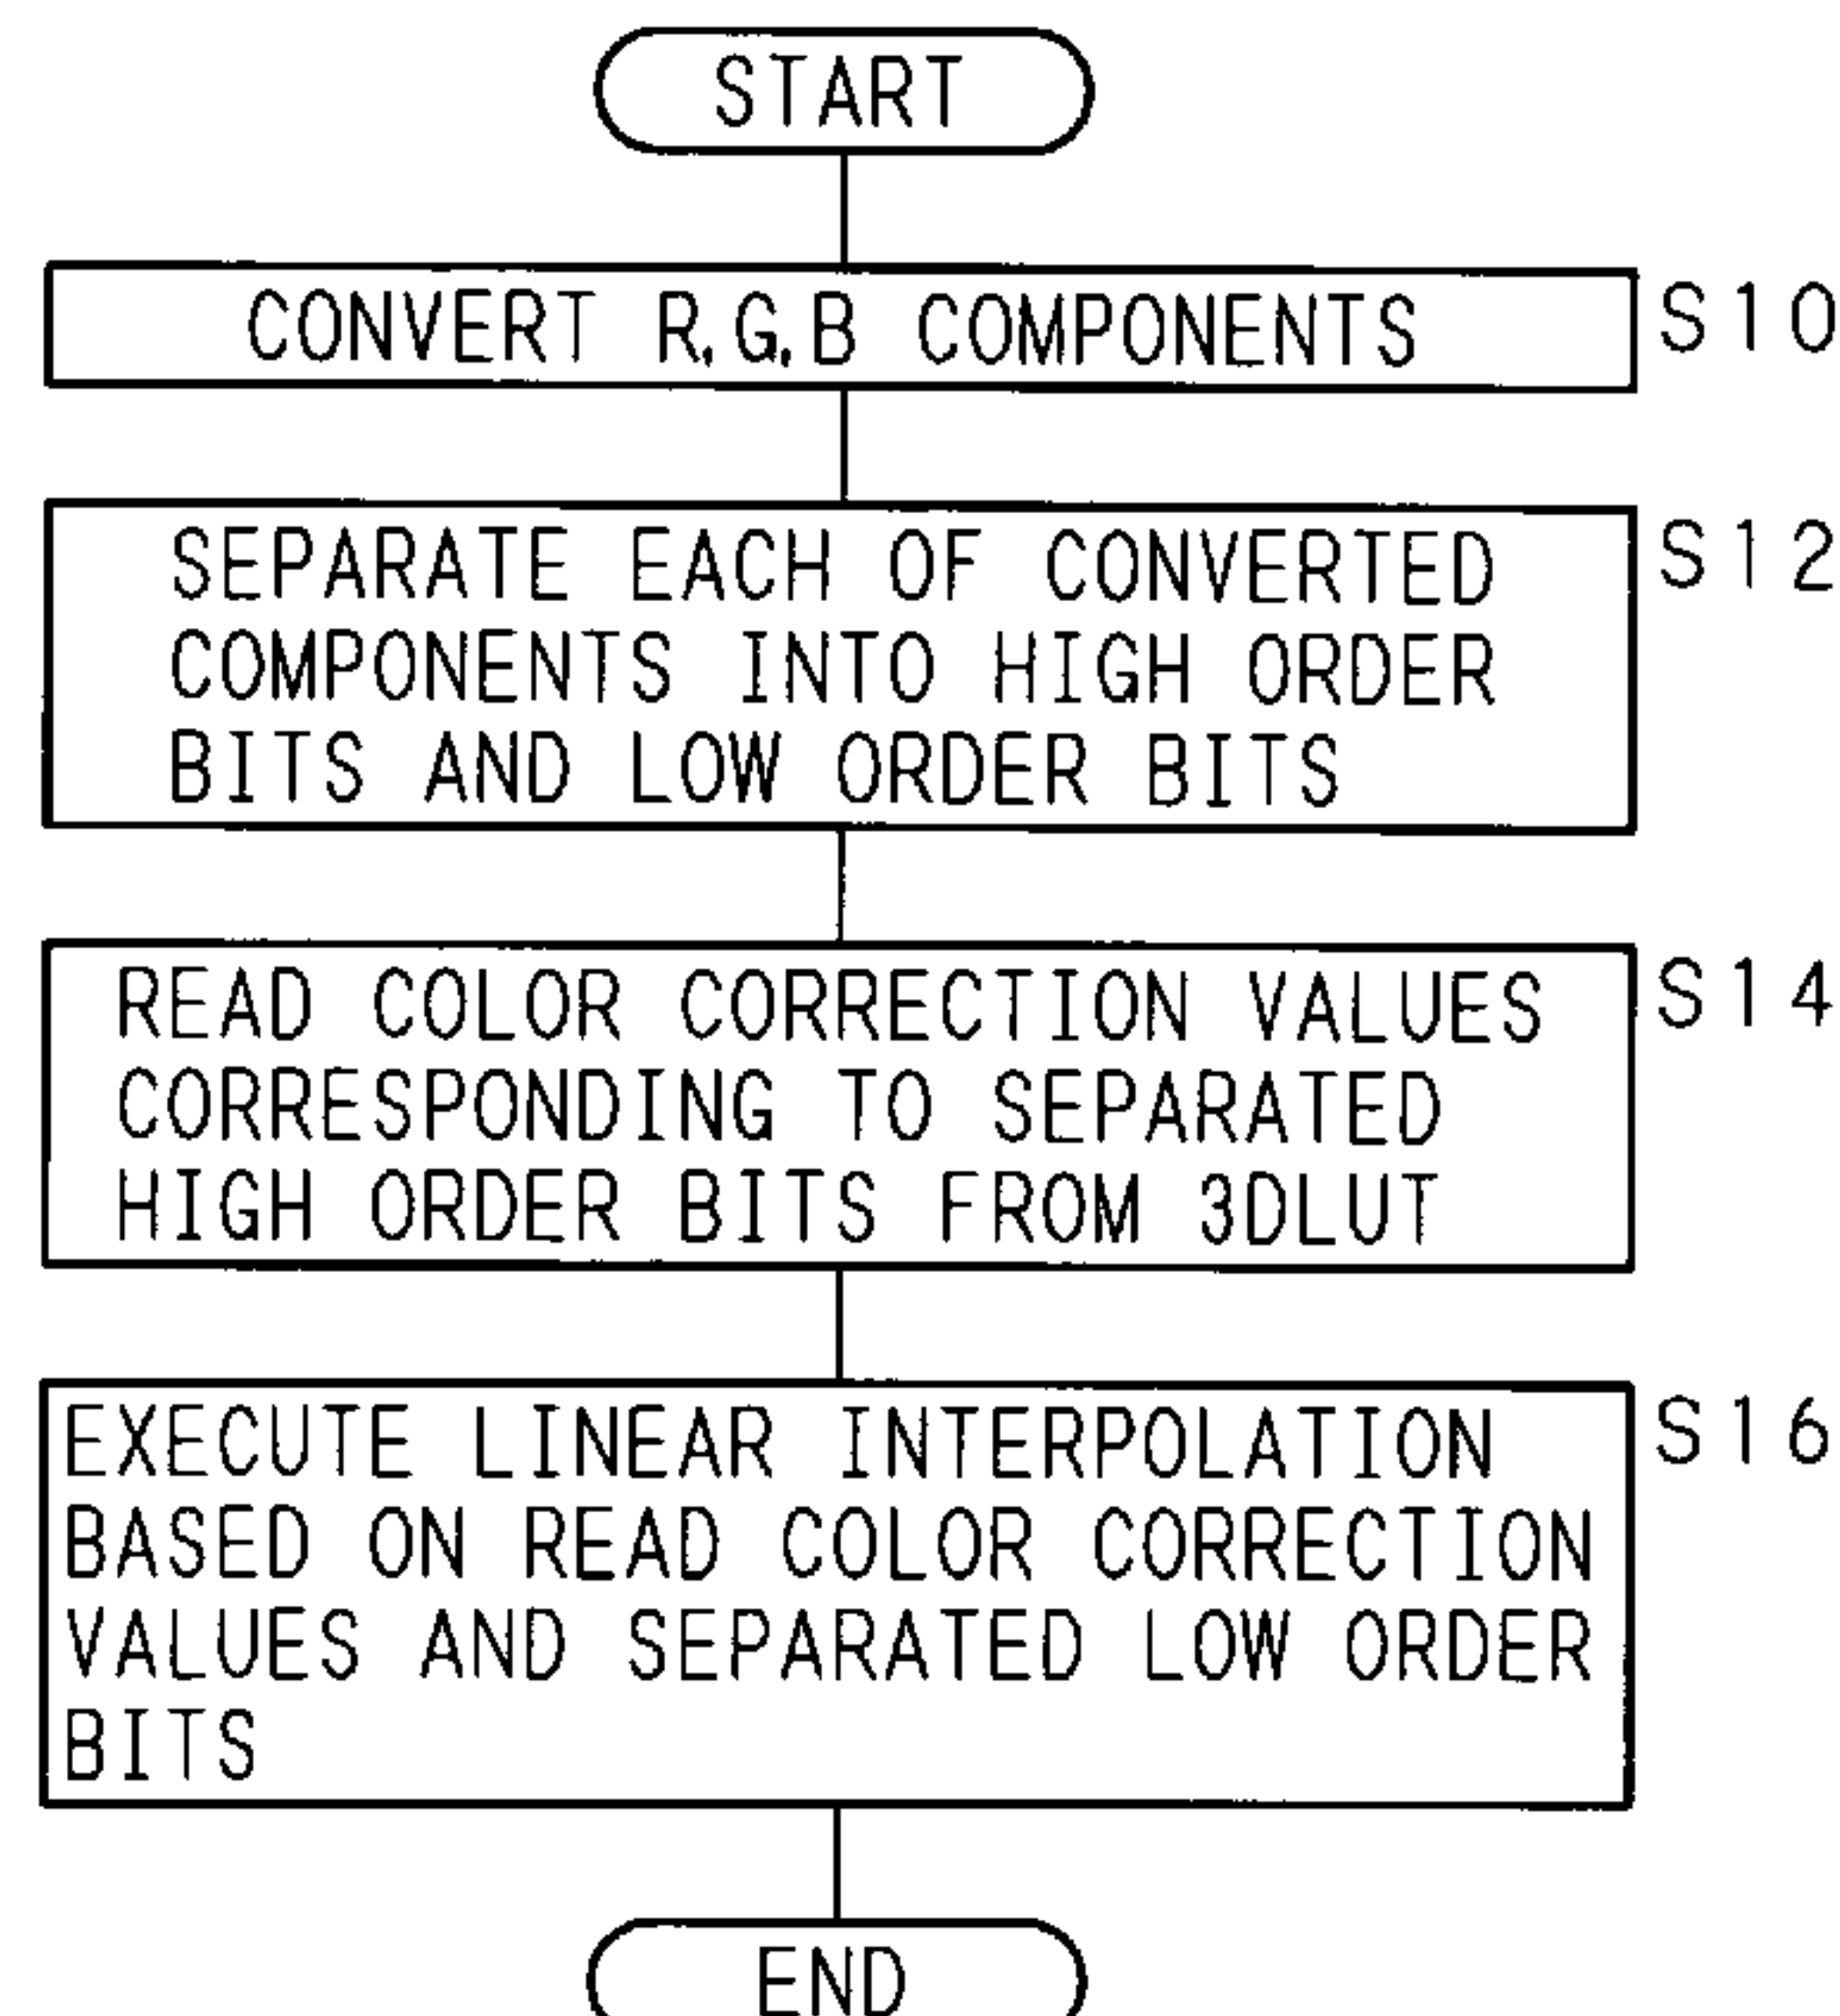 START
CONVERT R,G,B COMPONENTS S10
SEPARATE EACH OF CONVERTED S12
COMPONENTS INTO HIGH ORDER
BITS AND LOW ORDER BITS
READ COLOR CORRECTION VALUES S14
CORRESPONDING TO SEPARATED
HIGH ORDER BITS FROM 3DLUT
EXECUTE LINEAR INTERPOLATION S16
BASED ON READ COLOR CORRECTION
VALUES AND SEPARATED LOW ORDER
BITS
END